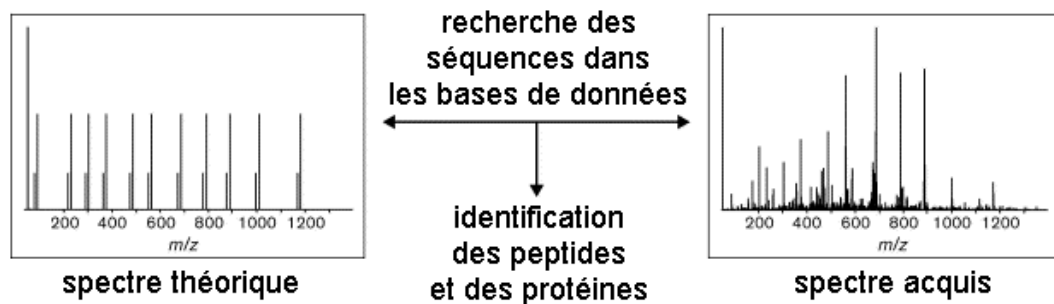 recherche des
séquences dans
les bases de données
200 400 600 800 1000 1200
m/z
spectre théorique
identification
des peptides
et des protéines
200 400 600 800 1000 1200
m/z
spectre acquis